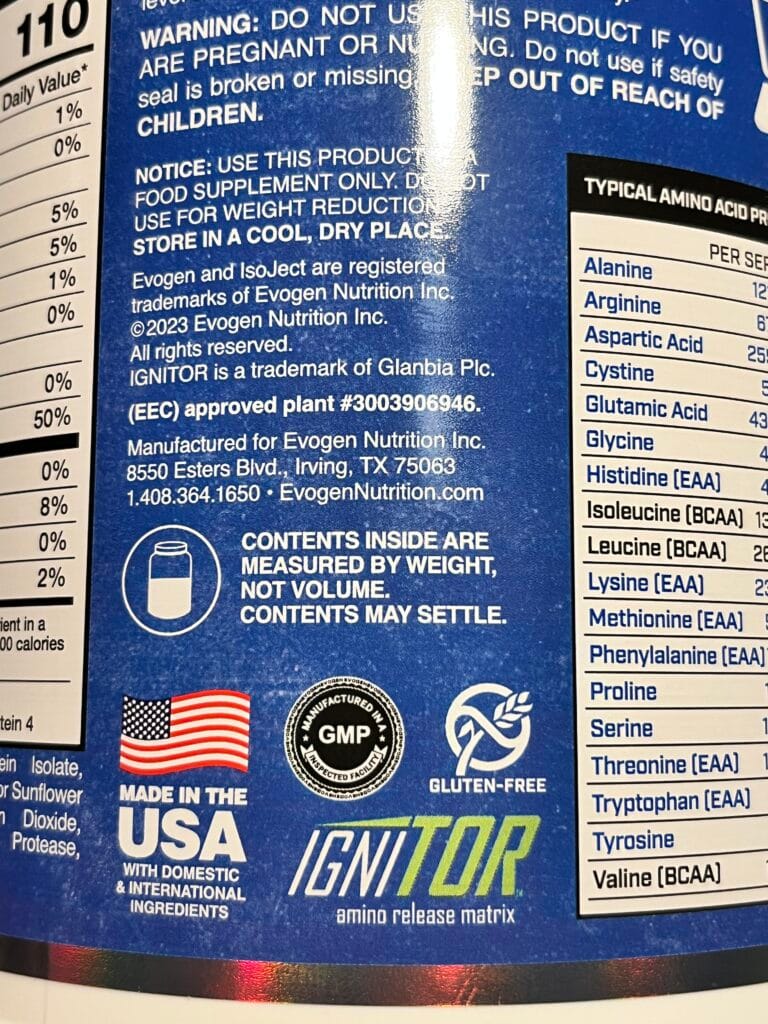 110
Daily Value*
1%
0%
5%
5%
1%
0%
0%
50%
0%
8%
0%
2%
ient in a
00 calories
tein 4
ein Isolate,
or Sunflower
Dioxide,
Protease,
WARNING: DO NOT THIS PRODUCT IF YOU
ARE PREGNANT OR Do not use if safety
seal is broken or missing. OUT OF REACH OF
CHILDREN.
NOTICE: USE THIS PRODUCT A
FOOD SUPPLEMENT ONLY.
USE FOR WEIGHT REDUCTION
STORE IN A COOL, DRY PLACE.
Evogen and IsoJect are registered
trademarks of Evogen Nutrition Inc.
©2023 Evogen Nutrition Inc.
All rights reserved.
IGNITOR is a trademark of Glanbia Plc.
(EEC) approved plant #3003906946.
Manufactured for Evogen Nutrition Inc.
8550 Esters Blvd., Irving, TX 75063
1.408.364.1650 • EvogenNutrition.com
CONTENTS INSIDE ARE
MEASURED BY WEIGHT,
NOT VOLUME.
CONTENTS MAY SETTLE.
MADE IN THE
USA
WITH DOMESTIC
& INTERNATIONAL
INGREDIENTS
MANUFACTURED IN A
GMP
INSPECTED FACILITY
GLUTEN-FREE
IGNITOR
amino release matrix
TYPICAL AMINO ACID PR
PER SER
Alanine
Arginine
Aspartic Acid
Cystine
Glutamic Acid
Glycine
Histidine (EAA)
Isoleucine (BCAA)
Leucine (BCAA)
Lysine (EAA)
Methionine (EAA)
Phenylalanine (EAA)
Proline
Serine
Threonine (EAA)
Tryptophan (EAA)
Tyrosine
Valine (BCAA)